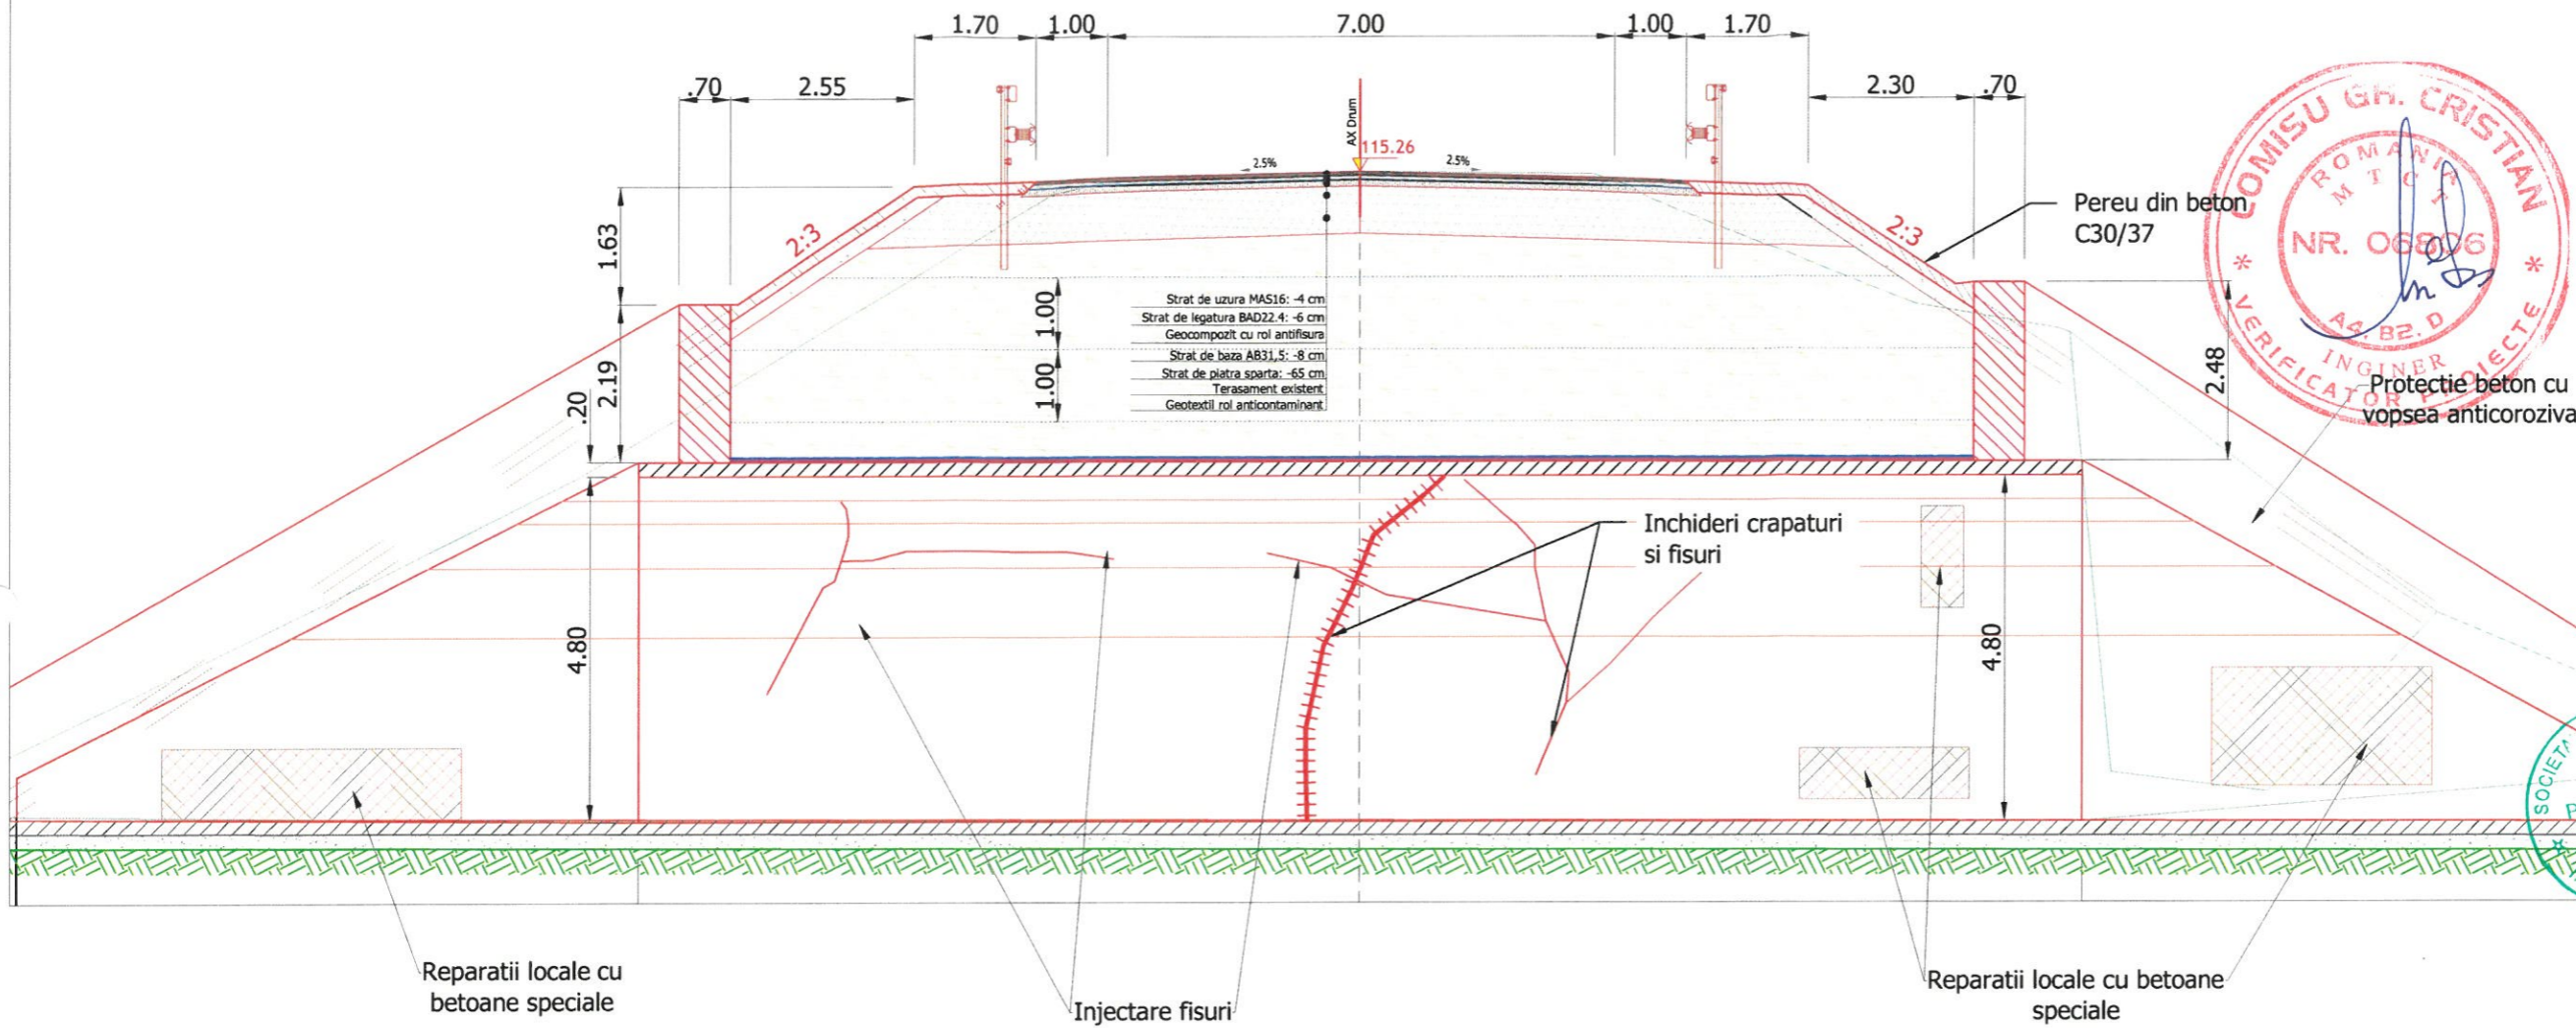 1.70 1.00 7.00 1.00 1.70
.70 2.55 2.30 .70
AX Drum
115.26
2.5% 2.5%
2:3
2:3
1.63
2.19
.20
1.00
1.00
Strat de uzura MAS16: -4 cm
Strat de legatura BAD22.4: -6 cm
Geocompozit cu rol antifisura
Strat de baza AB31,5: -8 cm
Strat de piatra sparta: -65 cm
Terasament existent
Geotextil rol anticontaminant
Pereu din beton
C30/37
COMISU GH. CRISTIAN
ROMANIA
M T C T
NR. 06806
A4, B2, D
INGINER
* VERIFICATOR PROIECTE *
2.48
Protectie beton cu
vopsea anticoroziva
Inchideri crapaturi
si fisuri
4.80
4.80
Reparatii locale cu
betoane speciale
Injectare fisuri
Reparatii locale cu betoane
speciale